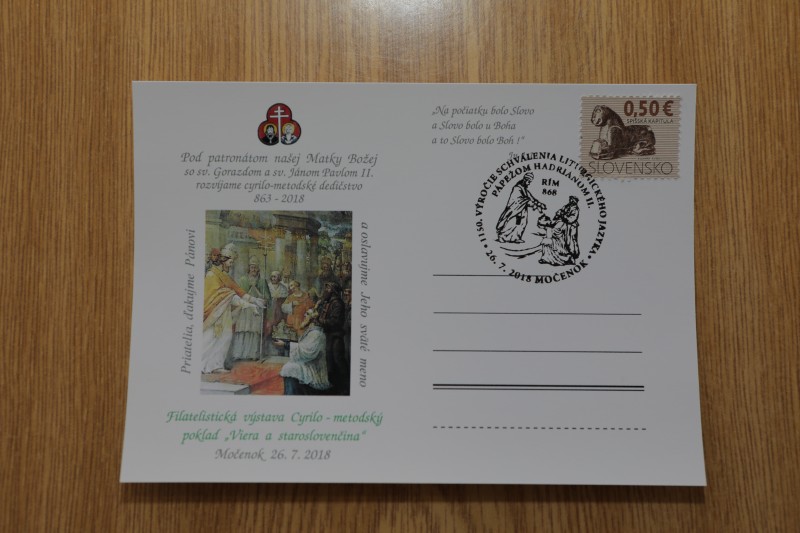 Pod patronátom našej Matky Božej
so sv. Gorazdom a sv. Jánom Pavlom II.
rozvíjame cyrilo-metodské dedičstvo
863 - 2018
Priatelia, ďakujme Pánovi
a oslavujme Jeho sväté meno
Filatelistická výstava Cyrilo - metodský
poklad „Viera a staroslovenčina“
Močenok 26. 7. 2018
„Na počiatku bolo Slovo
a Slovo bolo u Boha
a to Slovo bolo Boh !“
0,50 €
SPIŠSKÁ KAPITULA
SLOVENSKO
1150. VÝROČIE SCHVÁLENIA LITURGICKÉHO JAZYKA
PÁPEŽOM HADRIÁNOM II.
RÍM
868
26. 7. 2018 MOČENOK